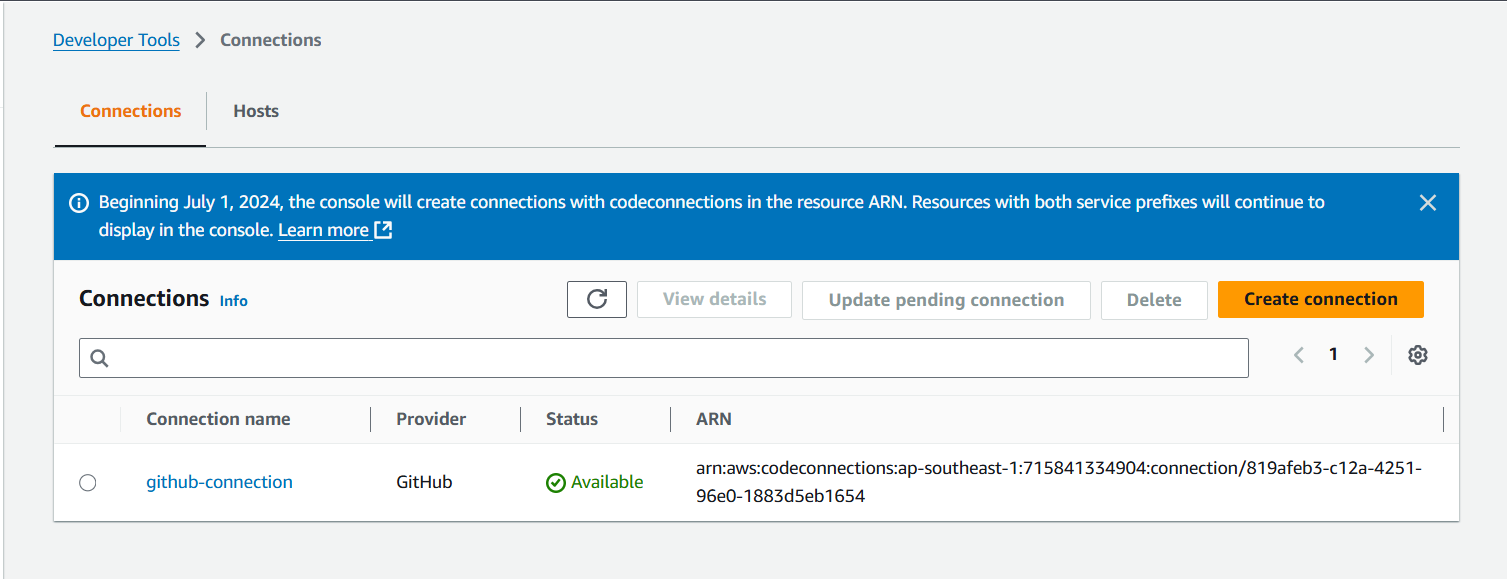 Developer Tools > Connections
Connections
Hosts
Beginning July 1, 2024, the console will create connections with codeconnections in the resource ARN. Resources with both service prefixes will continue to
display in the console. Learn more
Connections Info
View details
Update pending connection
Delete
Create connection
1
Connection name
Provider
Status
ARN
github-connection
GitHub
Available
arn:aws:codeconnections:ap-southeast-1:715841334904:connection/819afeb3-c12a-4251-
96e0-1883d5eb1654